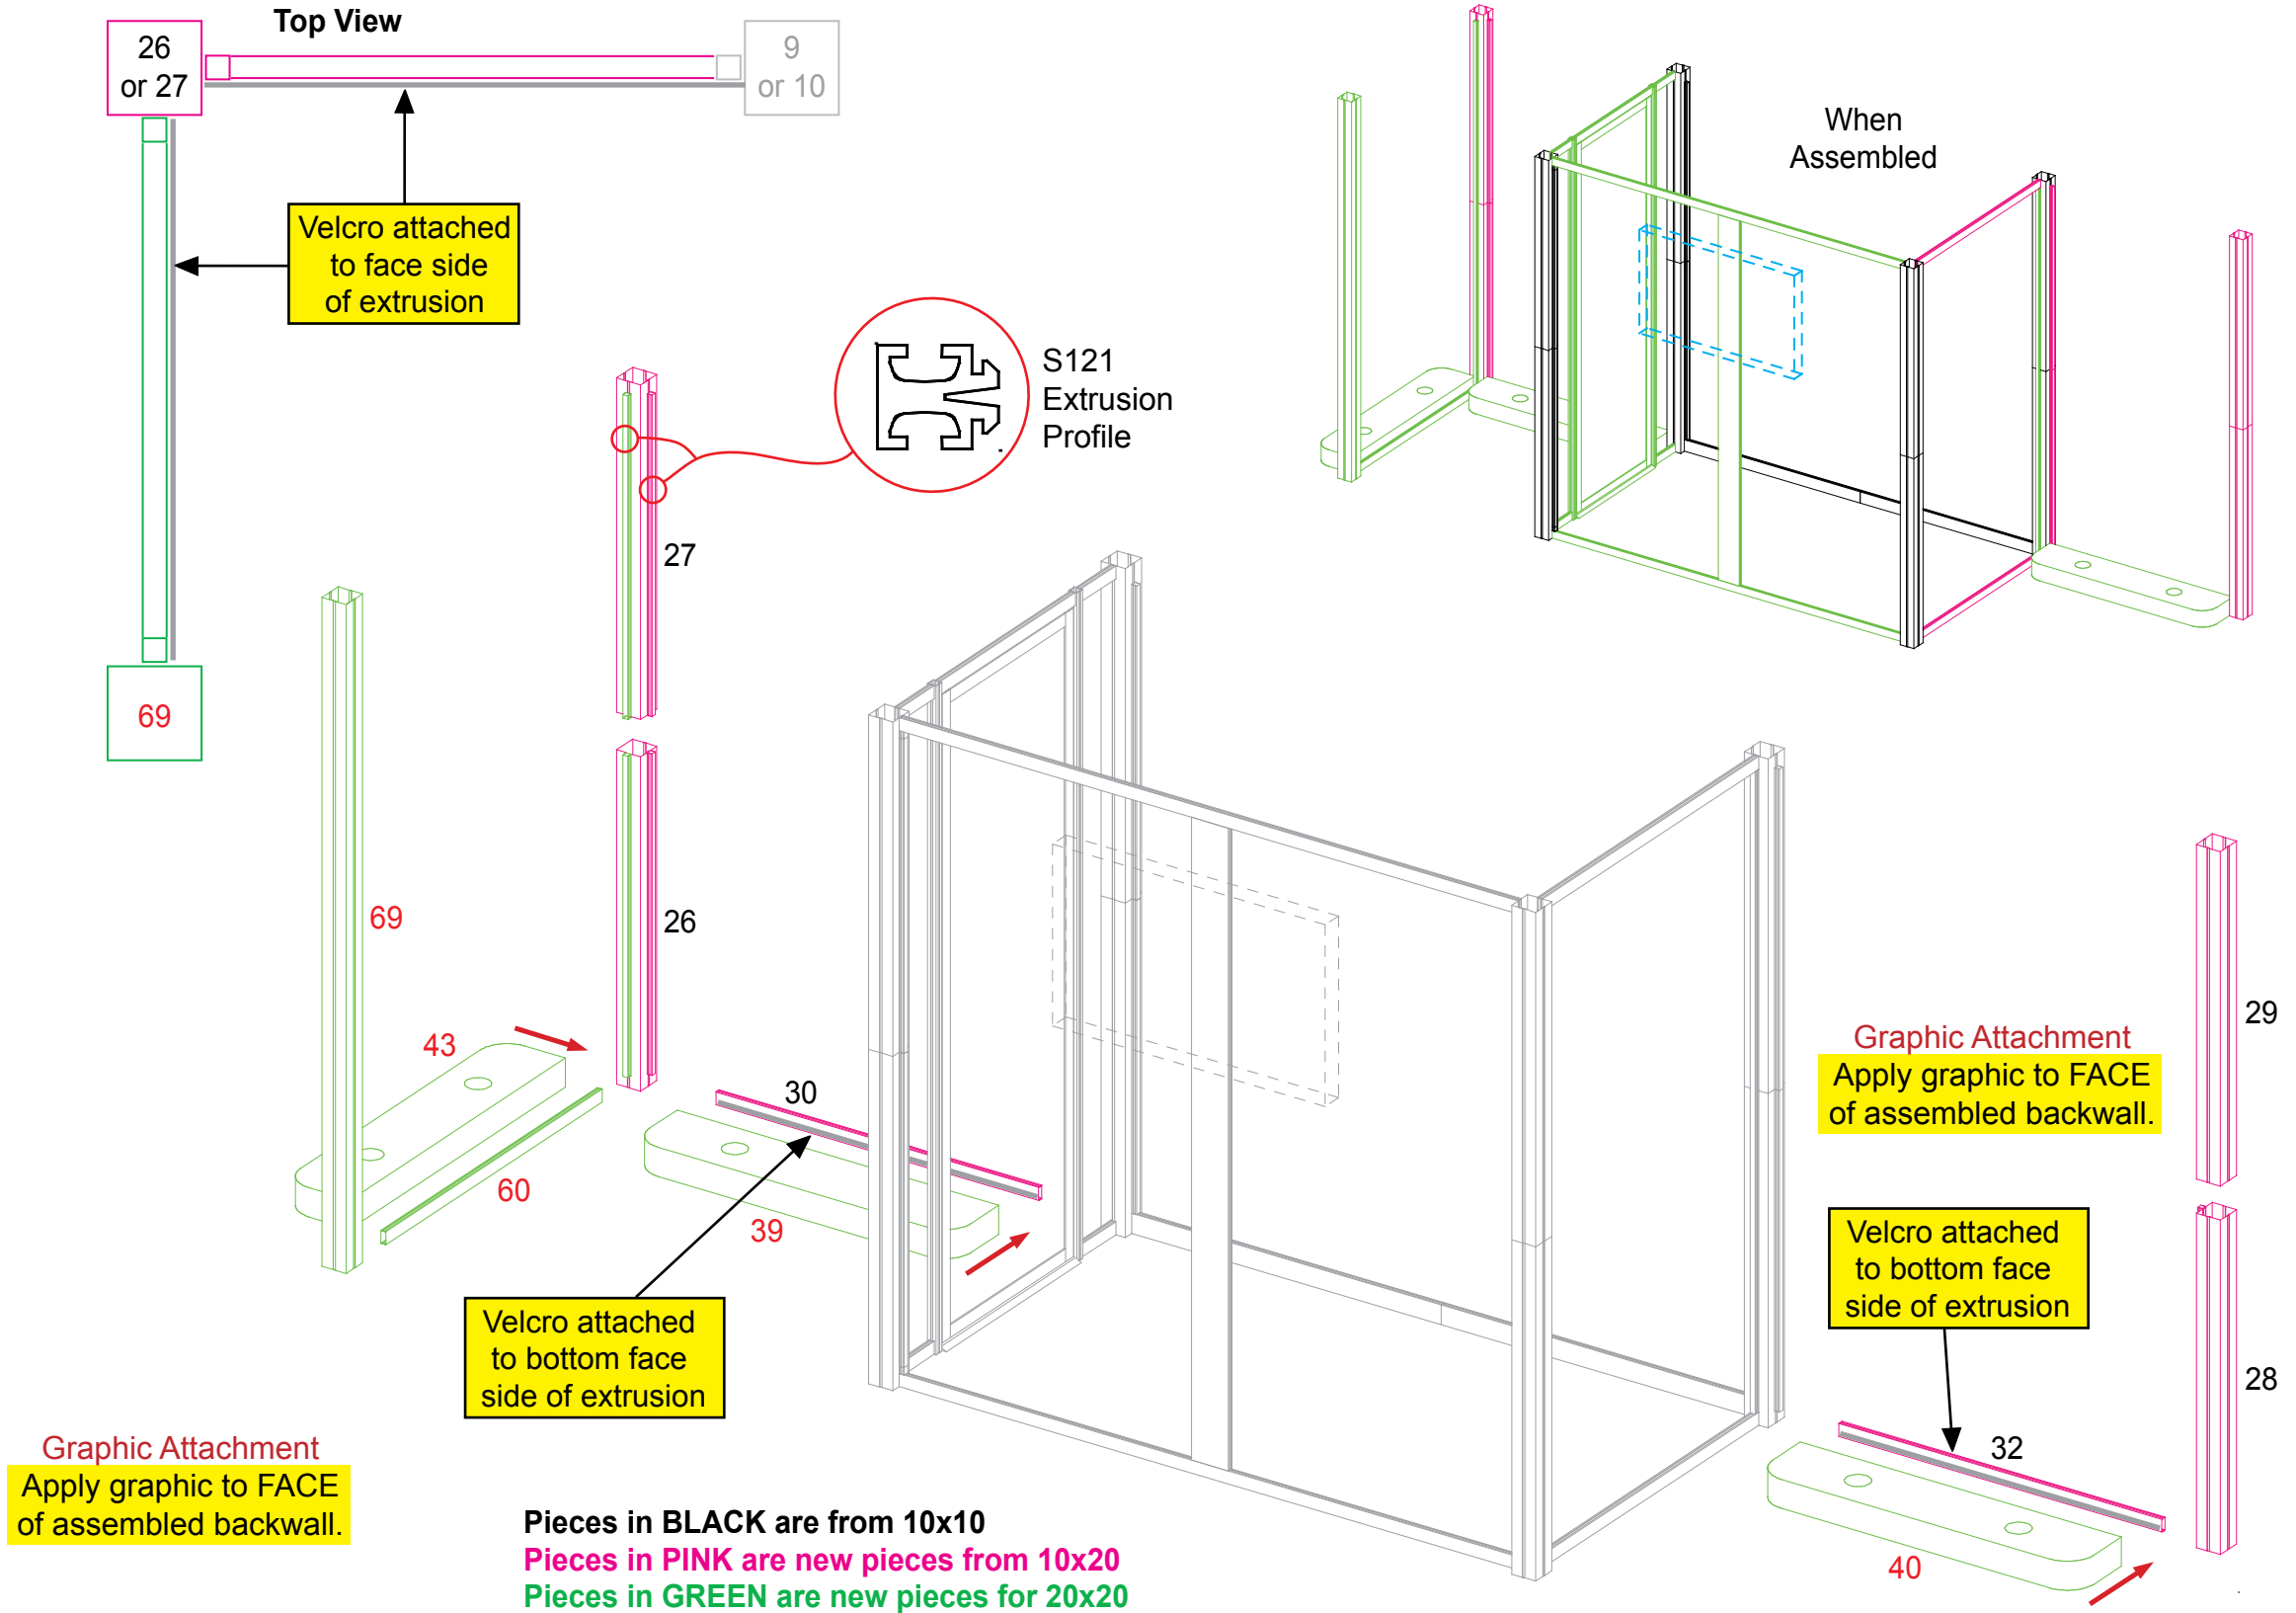 Top View
26
or 27
9
or 10
When
Assembled
Velcro attached
to face side
of extrusion
S121
Extrusion
Profile
27
69
69
26
29
43
Graphic Attachment
Apply graphic to FACE
of assembled backwall.
30
60
39
Velcro attached
to bottom face
side of extrusion
Velcro attached
to bottom face
side of extrusion
28
32
40
Graphic Attachment
Apply graphic to FACE
of assembled backwall.
Pieces in BLACK are from 10x10
Pieces in PINK are new pieces from 10x20
Pieces in GREEN are new pieces for 20x20